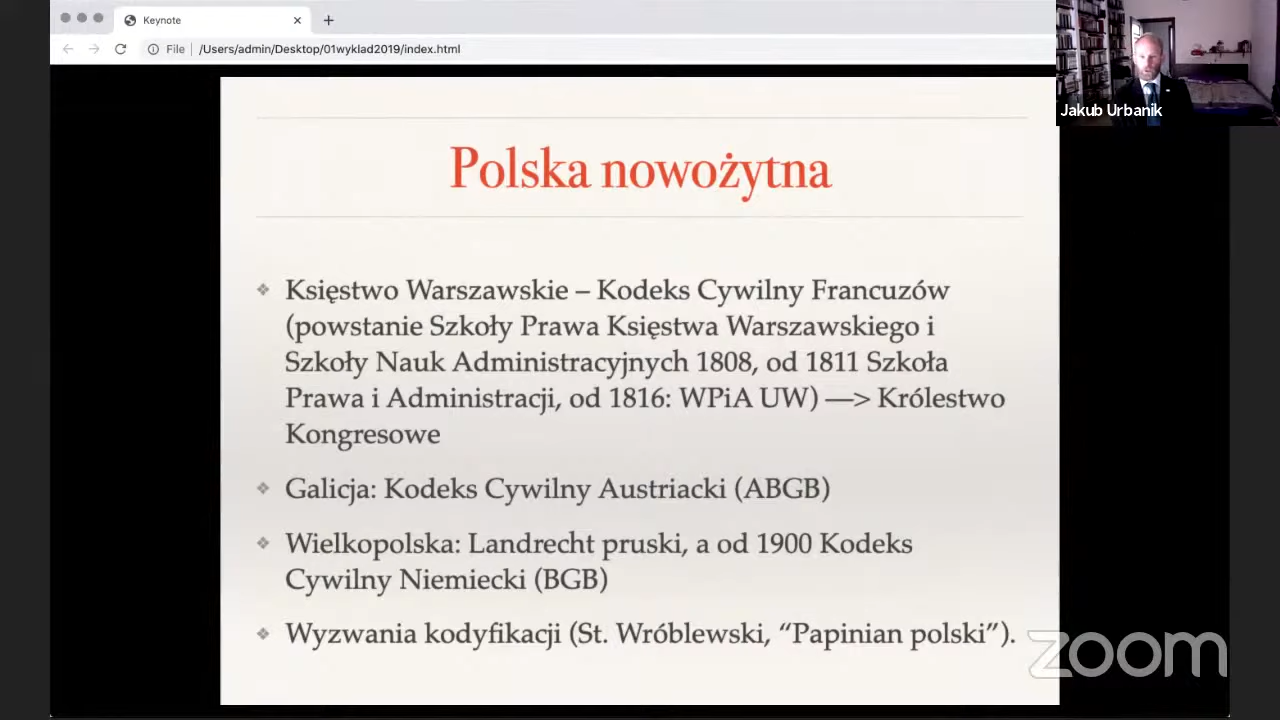 Keynote
File
/Users/admin/Desktop/01wyklad2019/index.html
Jakub Urbanik
Polska nowożytna
Księstwo Warszawskie – Kodeks Cywilny Francuzów
(powstanie Szkoły Prawa Księstwa Warszawskiego i
Szkoły Nauk Administracyjnych 1808, od 1811 Szkoła
Prawa i Administracji, od 1816: WPiA UW) —> Królestwo
Kongresowe
Galicja: Kodeks Cywilny Austriacki (ABGB)
Wielkopolska: Landrecht pruski, a od 1900 Kodeks
Cywilny Niemiecki (BGB)
Wyzwania kodyfikacji (St. Wróblewski, “Papinian polski”).
zoom